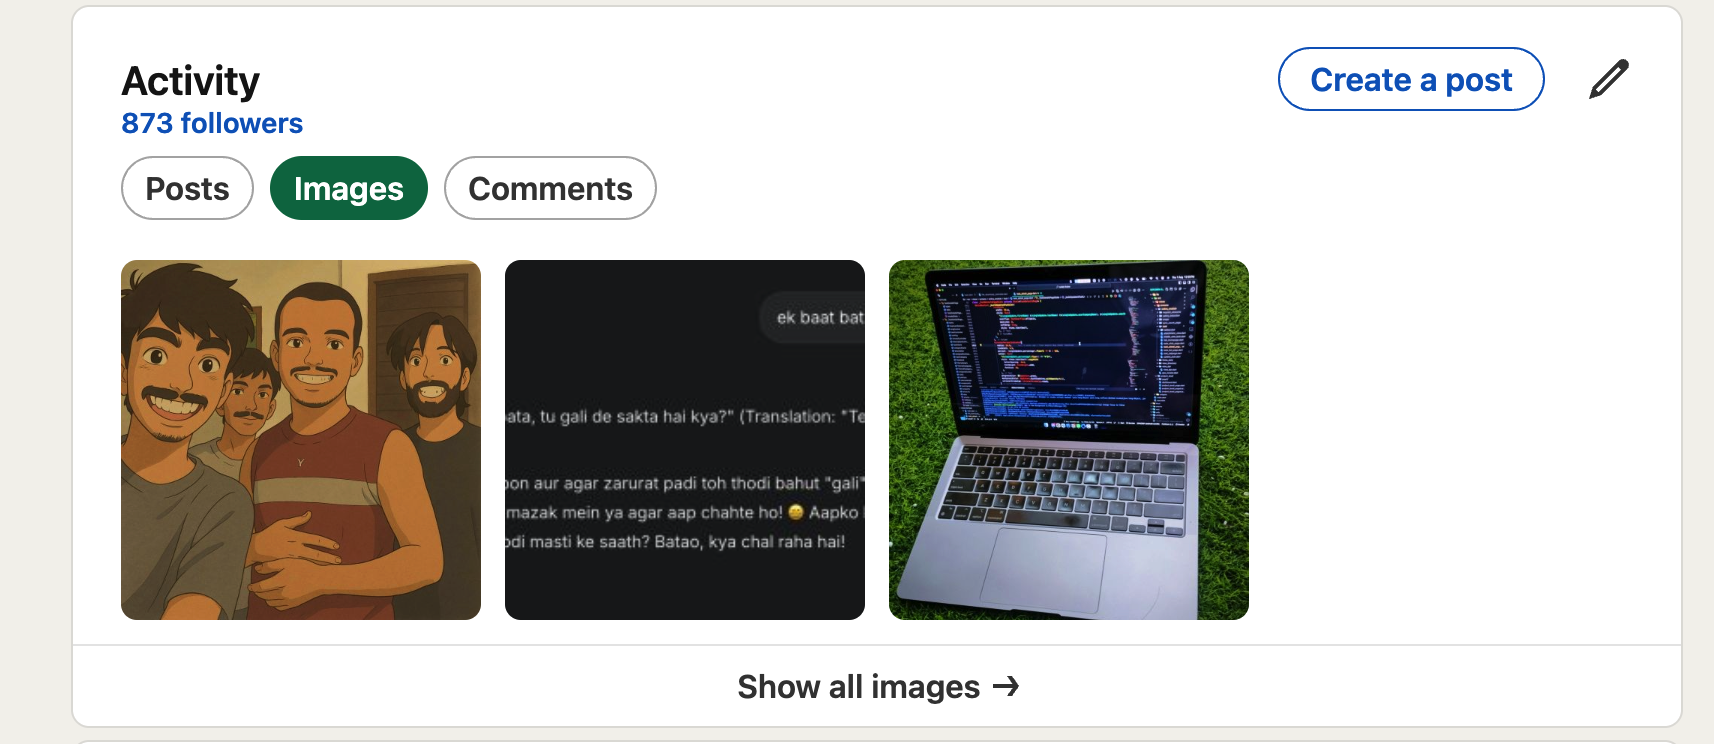 Activity
Create a post
873 followers
Posts
Images
Comments
ek baat bat
ata, tu gali de sakta hai kya?" (Translation: "Te
oon aur agar zarurat padi toh thodi bahut "gali"
mazak mein ya agar aap chahte ho! 😄 Aapko
odi masti ke saath? Batao, kya chal raha hai!
Show all images →